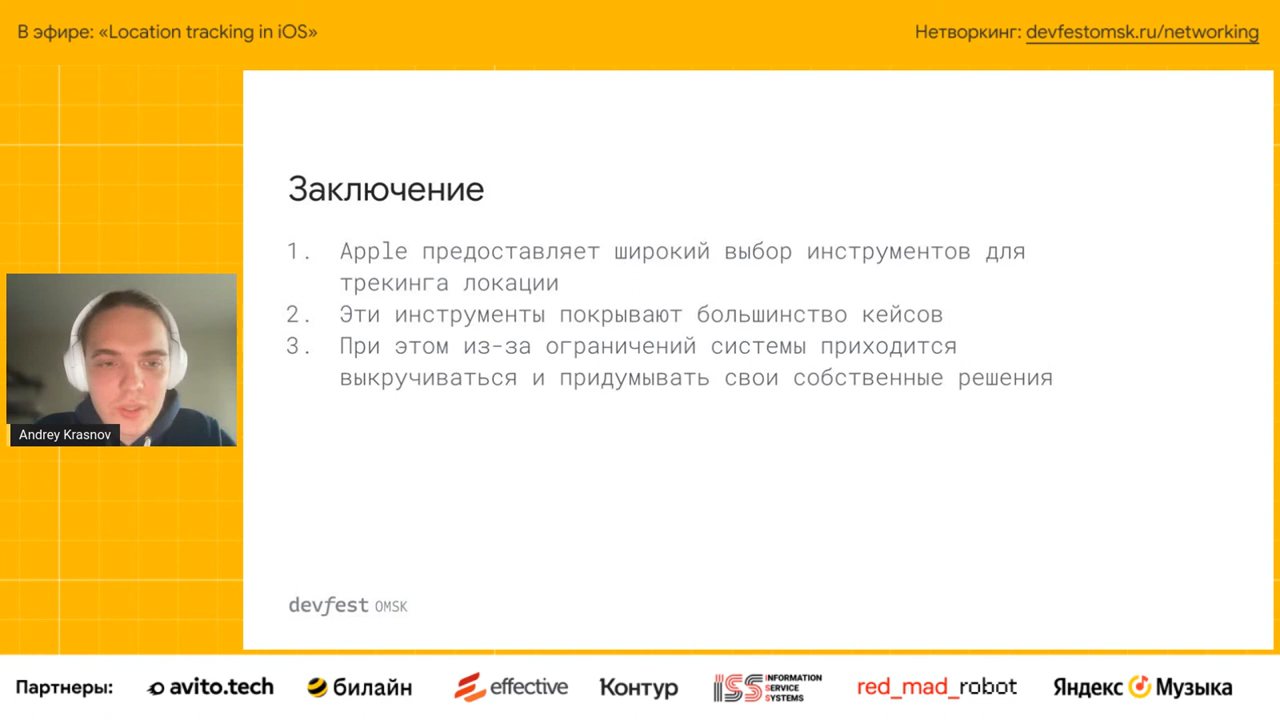 В эфире: «Location tracking in iOS»
Нетворкинг: devfestomsk.ru/networking
Заключение
1. Apple предоставляет широкий выбор инструментов для
трекинга локации
2. Эти инструменты покрывают большинство кейсов
3. При этом из-за ограничений системы приходится
выкручиваться и придумывать свои собственные решения
Andrey Krasnov
devfest OMSK
Партнеры: avito.tech билайн effective Контур ISS INFORMATION SERVICE SYSTEMS red_mad_robot Яндекс Музыка